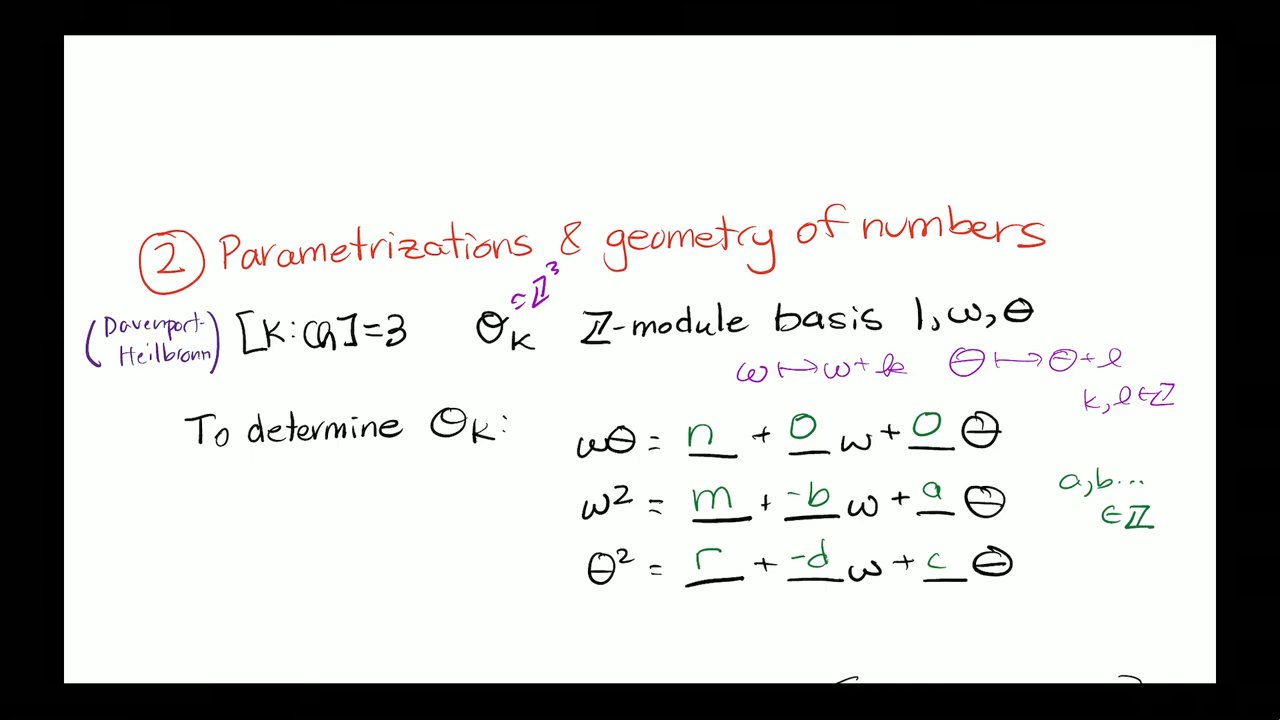 ② Parametrizations & geometry of numbers
(Davenport-Heilbronn) [K:ℚ]=3 𝒪_K ≅ℤ³ ℤ-module basis 1, ω, θ
ω ↦ ω + k θ ↦ θ + l
k, l ∈ ℤ
To determine 𝒪_K: ωθ = n + 0 ω + 0 θ
ω² = m + -b ω + a θ
a, b... ∈ ℤ
θ² = r + -d ω + c θ